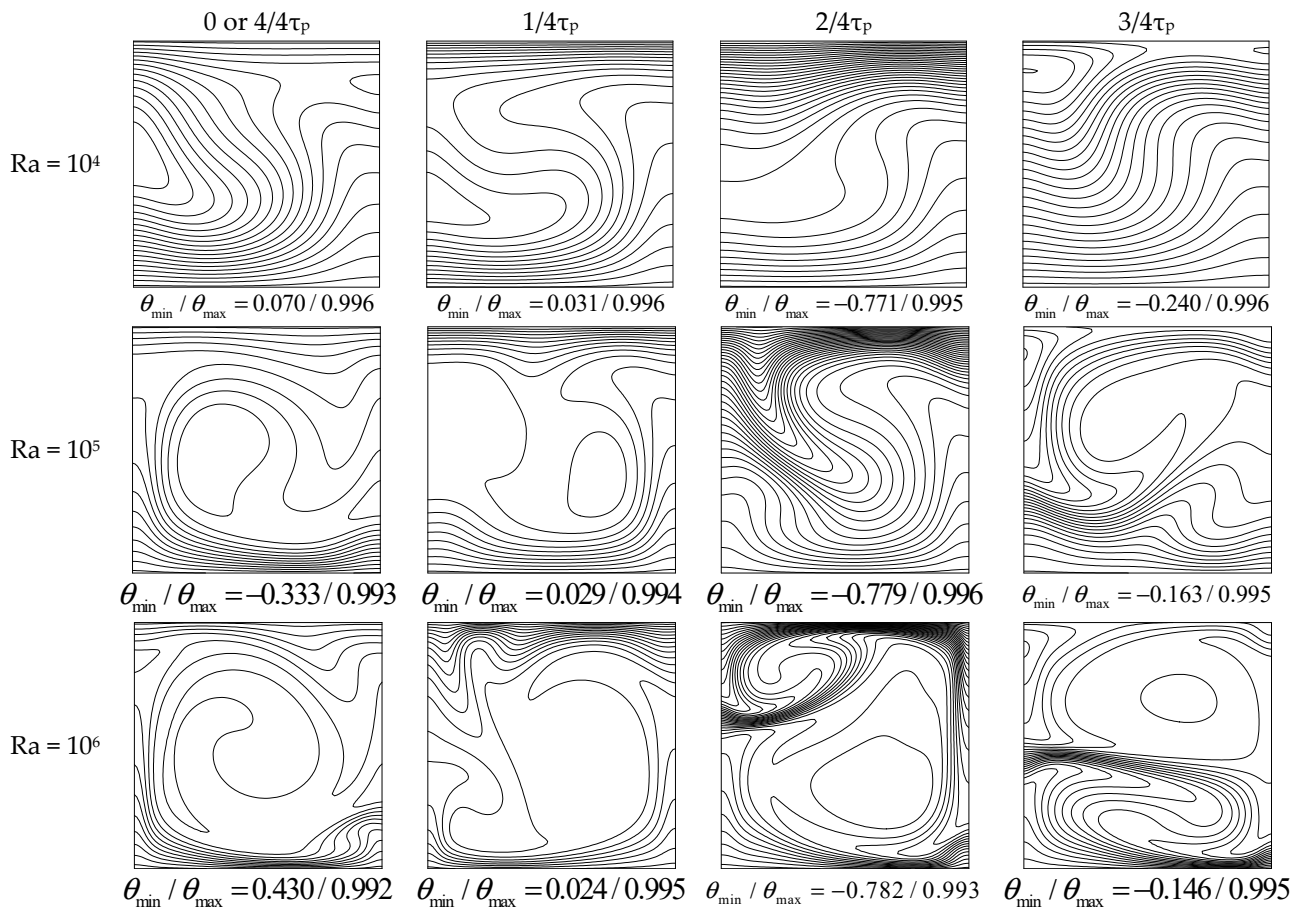 0 or 4/4τₚ 1/4τₚ 2/4τₚ 3/4τₚ
Ra = 10⁴
θmin / θmax = 0.070 / 0.996 θmin / θmax = 0.031 / 0.996 θmin / θmax = −0.771 / 0.995 θmin / θmax = −0.240 / 0.996
Ra = 10⁵
θmin / θmax = −0.333 / 0.993 θmin / θmax = 0.029 / 0.994 θmin / θmax = −0.779 / 0.996 θmin / θmax = −0.163 / 0.995
Ra = 10⁶
θmin / θmax = 0.430 / 0.992 θmin / θmax = 0.024 / 0.995 θmin / θmax = −0.782 / 0.993 θmin / θmax = −0.146 / 0.995